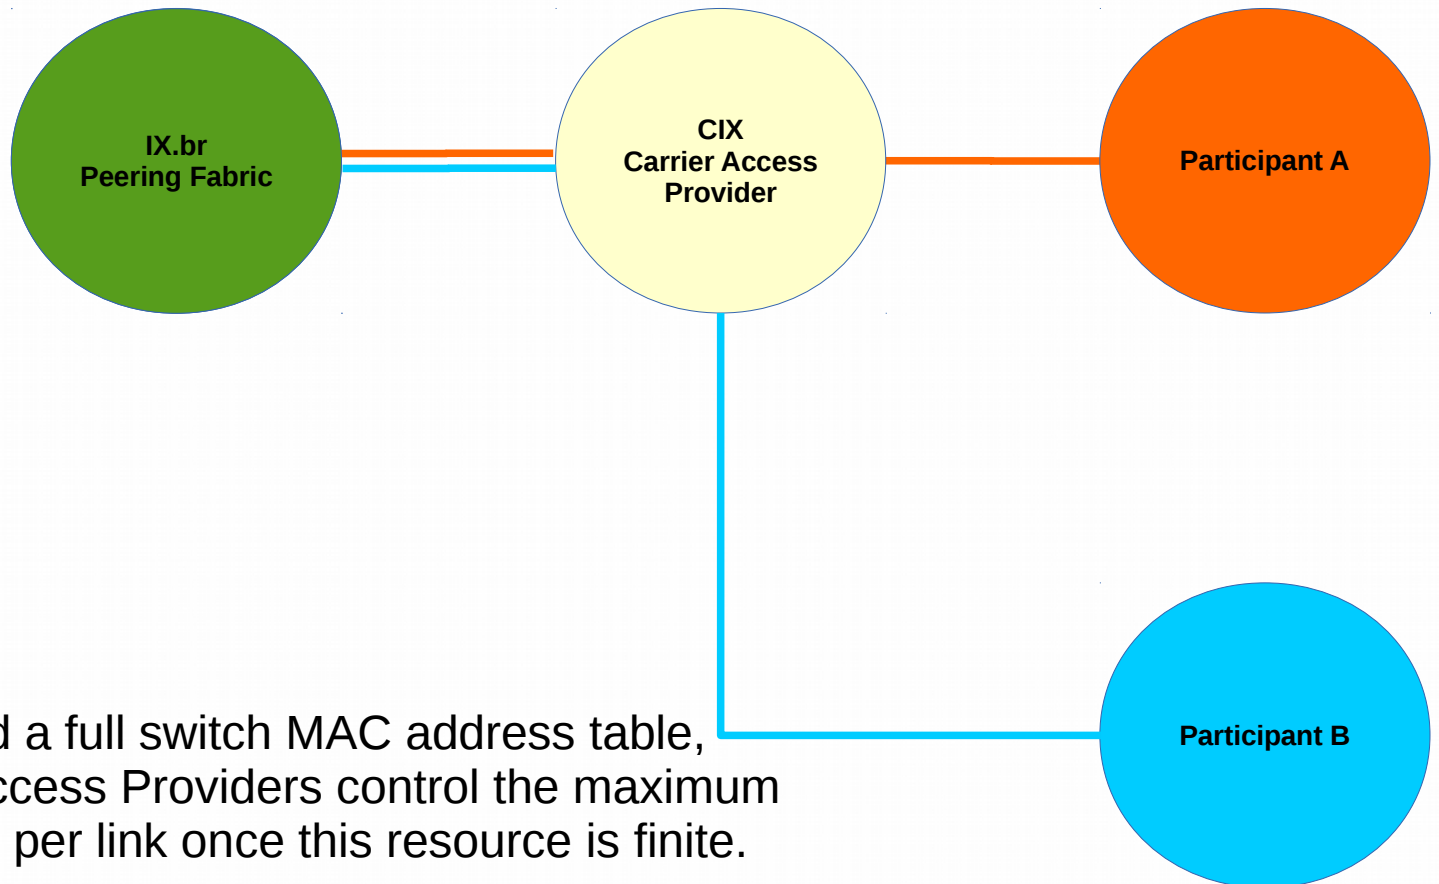 IX.br
Peering Fabric
CIX
Carrier Access
Provider
Participant A
Participant B
a full switch MAC address table,
Providers control the maximum
per link once this resource is finite.